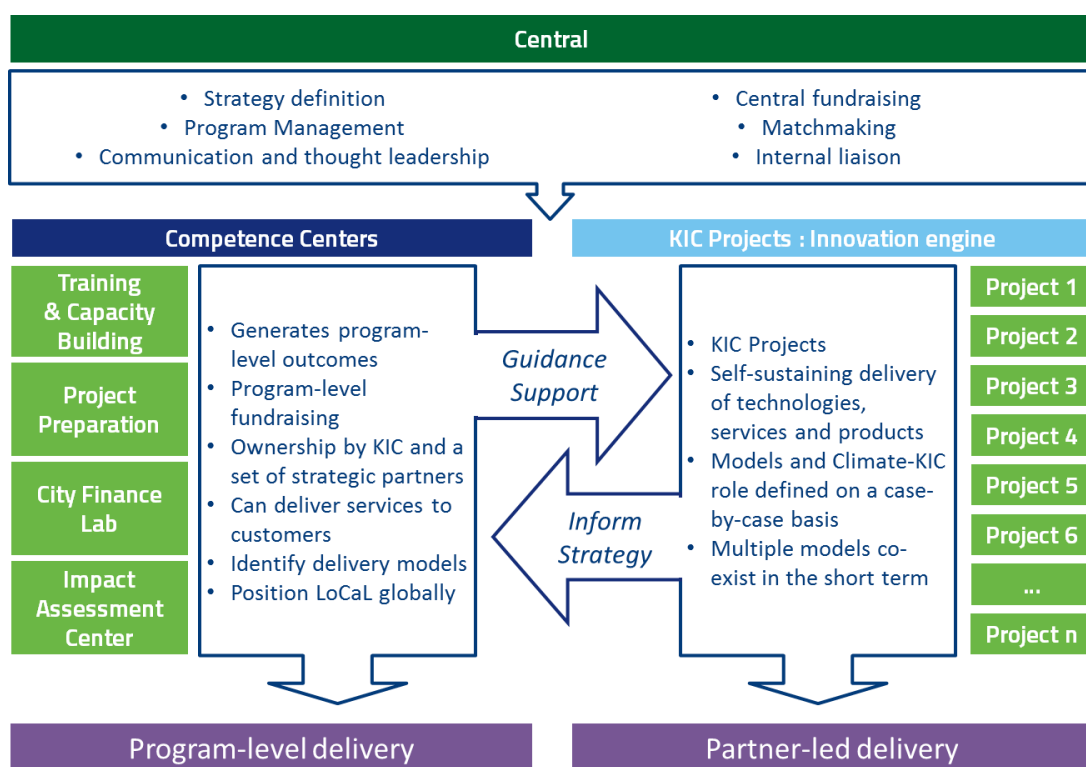 Central
• Strategy definition
• Program Management
• Communication and thought leadership
• Central fundraising
• Matchmaking
• Internal liaison
Competence Centers
Training
& Capacity
Building
Project
Preparation
City Finance
Lab
Impact
Assessment
Center
• Generates program-
level outcomes
• Program-level
fundraising
• Ownership by KIC and a
set of strategic partners
• Can deliver services to
customers
• Identify delivery models
• Position LoCaL globally
Guidance
Support
Inform
Strategy
KIC Projects : Innovation engine
• KIC Projects
• Self-sustaining delivery
of technologies,
services and products
• Models and Climate-KIC
role defined on a case-
by-case basis
• Multiple models co-
exist in the short term
Project 1
Project 2
Project 3
Project 4
Project 5
Project 6
...
Project n
Program-level delivery
Partner-led delivery